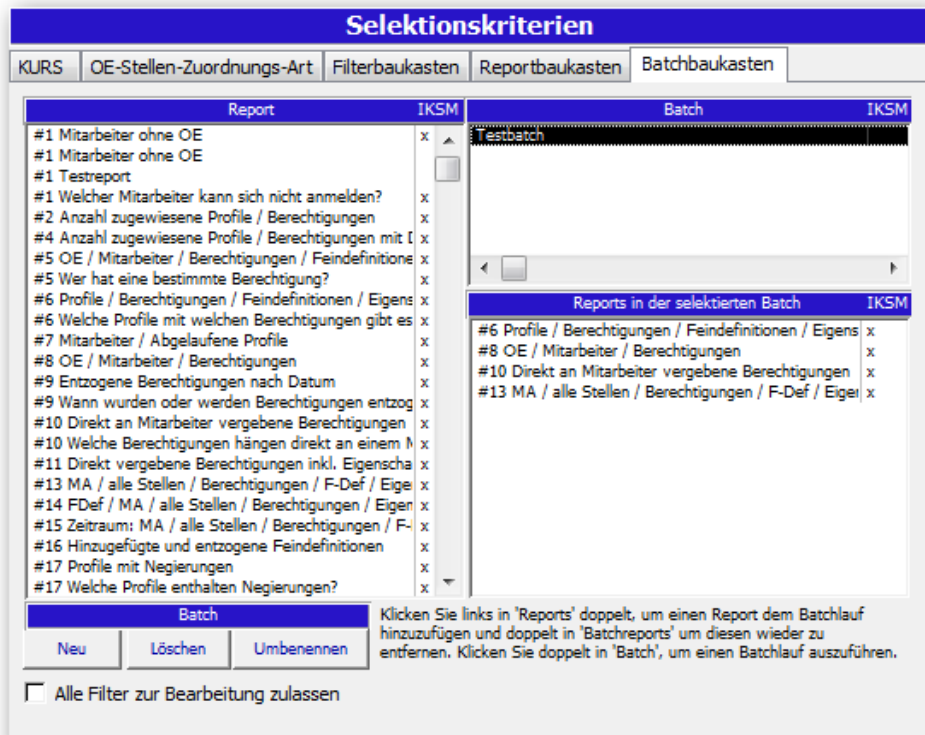 Selektionskriterien
KURS OE-Stellen-Zuordnungs-Art Filterbaukasten Reportbaukasten Batchbaukasten
Report IKSM
#1 Mitarbeiter ohne OE x
#1 Mitarbeiter ohne OE
#1 Testreport
#1 Welcher Mitarbeiter kann sich nicht anmelden? x
#2 Anzahl zugewiesene Profile / Berechtigungen x
#4 Anzahl zugewiesene Profile / Berechtigungen mit x
#5 OE / Mitarbeiter / Berechtigungen / Feindefinitione x
#5 Wer hat eine bestimmte Berechtigung? x
#6 Profile / Berechtigungen / Feindefinitionen / Eigens x
#6 Welche Profile mit welchen Berechtigungen gibt es x
#7 Mitarbeiter / Abgelaufene Profile x
#8 OE / Mitarbeiter / Berechtigungen x
#9 Entzogene Berechtigungen nach Datum x
#9 Wann wurden oder werden Berechtigungen entzog x
#10 Direkt an Mitarbeiter vergebene Berechtigungen x
#10 Welche Berechtigungen hängen direkt an einem x
#11 Direkt vergebene Berechtigungen inkl. Eigenscha x
#13 MA / alle Stellen / Berechtigungen / F-Def / Eige x
#14 FDef / MA / alle Stellen / Berechtigungen / Eigen x
#15 Zeitraum: MA / alle Stellen / Berechtigungen / F- x
#16 Hinzugefügte und entzogene Feindefinitionen x
#17 Profile mit Negierungen x
#17 Welche Profile enthalten Negierungen? x
Batch IKSM
Testbatch
Reports in der selektierten Batch IKSM
#6 Profile / Berechtigungen / Feindefinitionen / Eigens x
#8 OE / Mitarbeiter / Berechtigungen x
#10 Direkt an Mitarbeiter vergebene Berechtigungen x
#13 MA / alle Stellen / Berechtigungen / F-Def / Eige x
Batch
Neu Löschen Umbenennen
Klicken Sie links in 'Reports' doppelt, um einen Report dem Batchlauf
hinzuzufügen und doppelt in 'Batchreports' um diesen wieder zu
entfernen. Klicken Sie doppelt in 'Batch', um einen Batchlauf auszuführen.
Alle Filter zur Bearbeitung zulassen